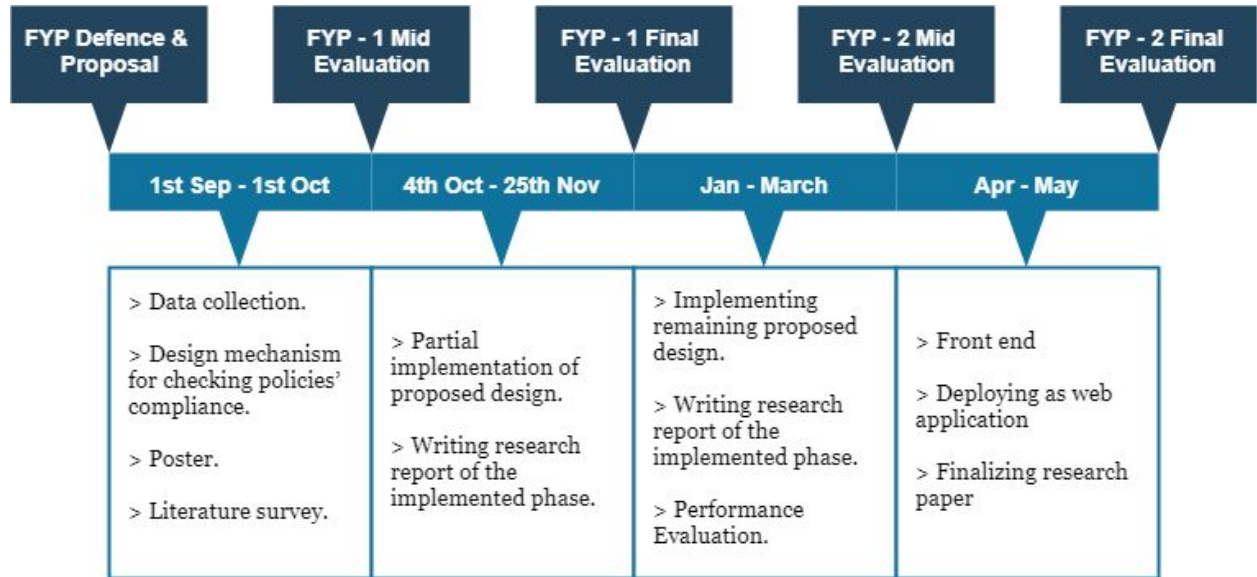 FYP Defence &
Proposal
FYP - 1 Mid
Evaluation
FYP - 1 Final
Evaluation
FYP - 2 Mid
Evaluation
FYP - 2 Final
Evaluation
1st Sep - 1st Oct
4th Oct - 25th Nov
Jan - March
Apr - May
> Data collection.
> Design mechanism
for checking policies’
compliance.
> Poster.
> Literature survey.
> Partial
implementation of
proposed design.
> Writing research
report of the
implemented phase.
> Implementing
remaining proposed
design.
> Writing research
report of the
implemented phase.
> Performance
Evaluation.
> Front end
> Deploying as web
application
> Finalizing research
paper